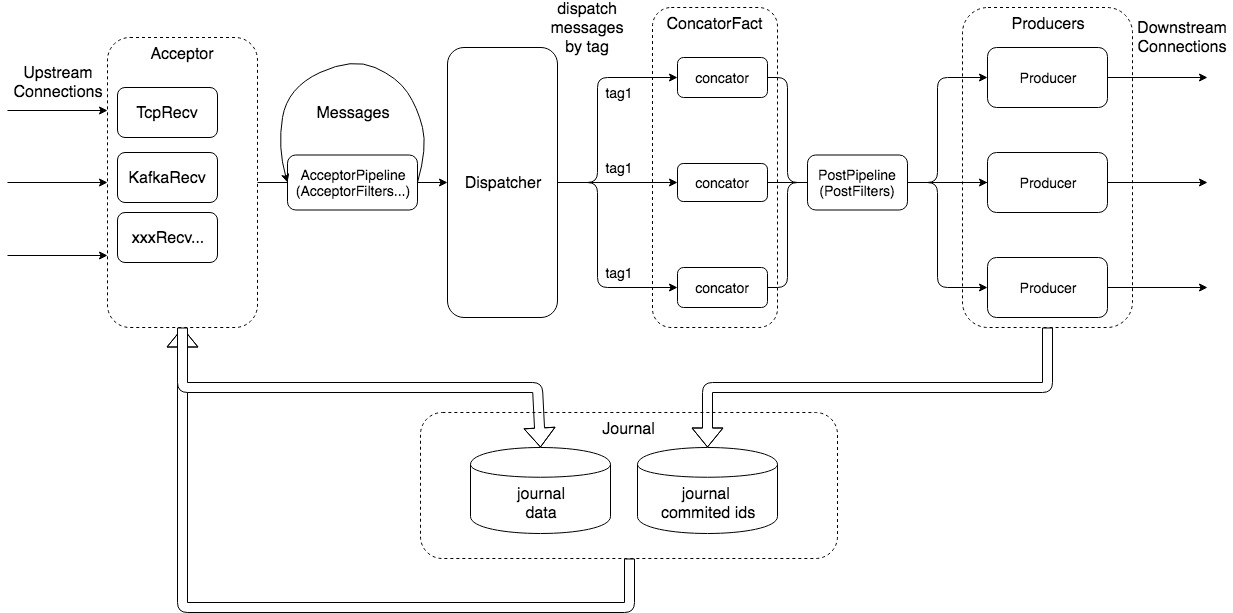 Upstream
Connections
Acceptor
TcpRecv
KafkaRecv
xxxRecv...
Messages
AcceptorPipeline
(AcceptorFilters...)
Dispatcher
dispatch
messages
by tag
tag1
tag1
tag1
ConcatorFact
concator
concator
concator
PostPipeline
(PostFilters)
Producers
Producer
Producer
Producer
Downstream
Connections
Journal
journal
data
journal
commited ids